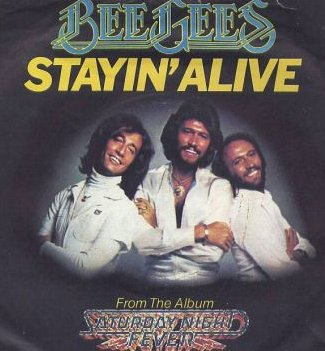 BEE GEES
STAYIN' ALIVE
From The Album
SATURDAY NIGHT
FEVER